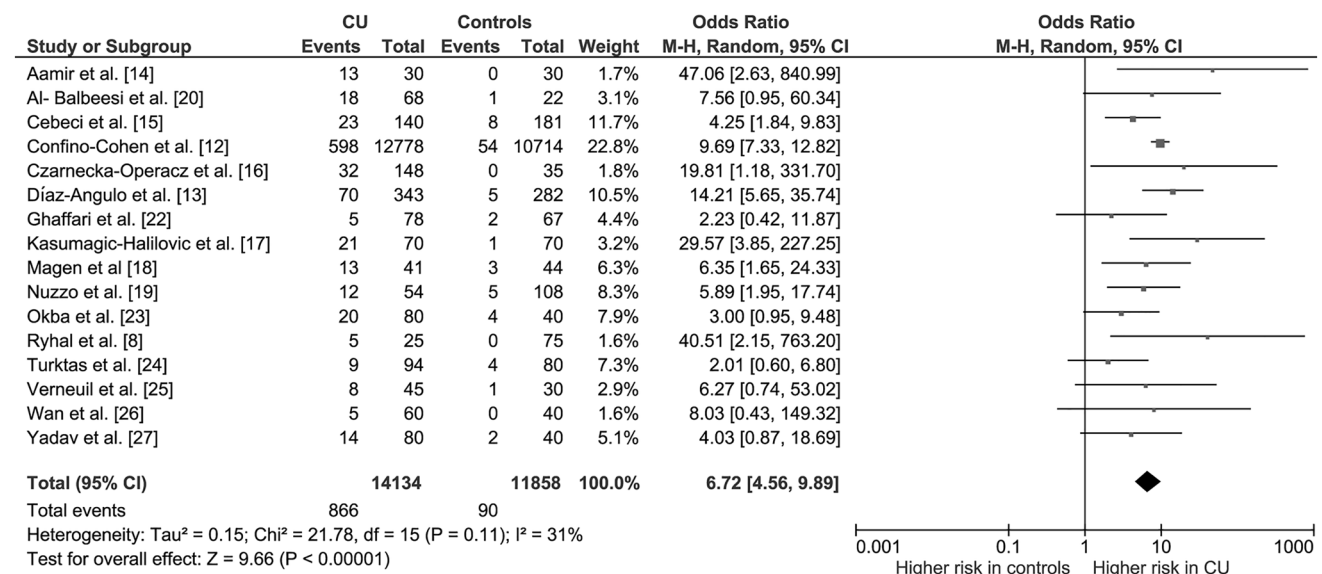 CU Controls Odds Ratio Odds Ratio
Study or Subgroup Events Total Events Total Weight M-H, Random, 95% CI M-H, Random, 95% CI
Aamir et al. [14] 13 30 0 30 1.7% 47.06 [2.63, 840.99]
Al- Balbeesi et al. [20] 18 68 1 22 3.1% 7.56 [0.95, 60.34]
Cebeci et al. [15] 23 140 8 181 11.7% 4.25 [1.84, 9.83]
Confino-Cohen et al. [12] 598 12778 54 10714 22.8% 9.69 [7.33, 12.82]
Czarnecka-Operacz et al. [16] 32 148 0 35 1.8% 19.81 [1.18, 331.70]
Díaz-Angulo et al. [13] 70 343 5 282 10.5% 14.21 [5.65, 35.74]
Ghaffari et al. [22] 5 78 2 67 4.4% 2.23 [0.42, 11.87]
Kasumagic-Halilovic et al. [17] 21 70 1 70 3.2% 29.57 [3.85, 227.25]
Magen et al [18] 13 41 3 44 6.3% 6.35 [1.65, 24.33]
Nuzzo et al. [19] 12 54 5 108 8.3% 5.89 [1.95, 17.74]
Okba et al. [23] 20 80 4 40 7.9% 3.00 [0.95, 9.48]
Ryhal et al. [8] 5 25 0 75 1.6% 40.51 [2.15, 763.20]
Turktas et al. [24] 9 94 4 80 7.3% 2.01 [0.60, 6.80]
Verneuil et al. [25] 8 45 1 30 2.9% 6.27 [0.74, 53.02]
Wan et al. [26] 5 60 0 40 1.6% 8.03 [0.43, 149.32]
Yadav et al. [27] 14 80 2 40 5.1% 4.03 [0.87, 18.69]
Total (95% CI) 14134 11858 100.0% 6.72 [4.56, 9.89]
Total events 866 90
Heterogeneity: Tau² = 0.15; Chi² = 21.78, df = 15 (P = 0.11); I² = 31%
Test for overall effect: Z = 9.66 (P < 0.00001)
0.001 0.1 1 10 1000
Higher risk in controls Higher risk in CU